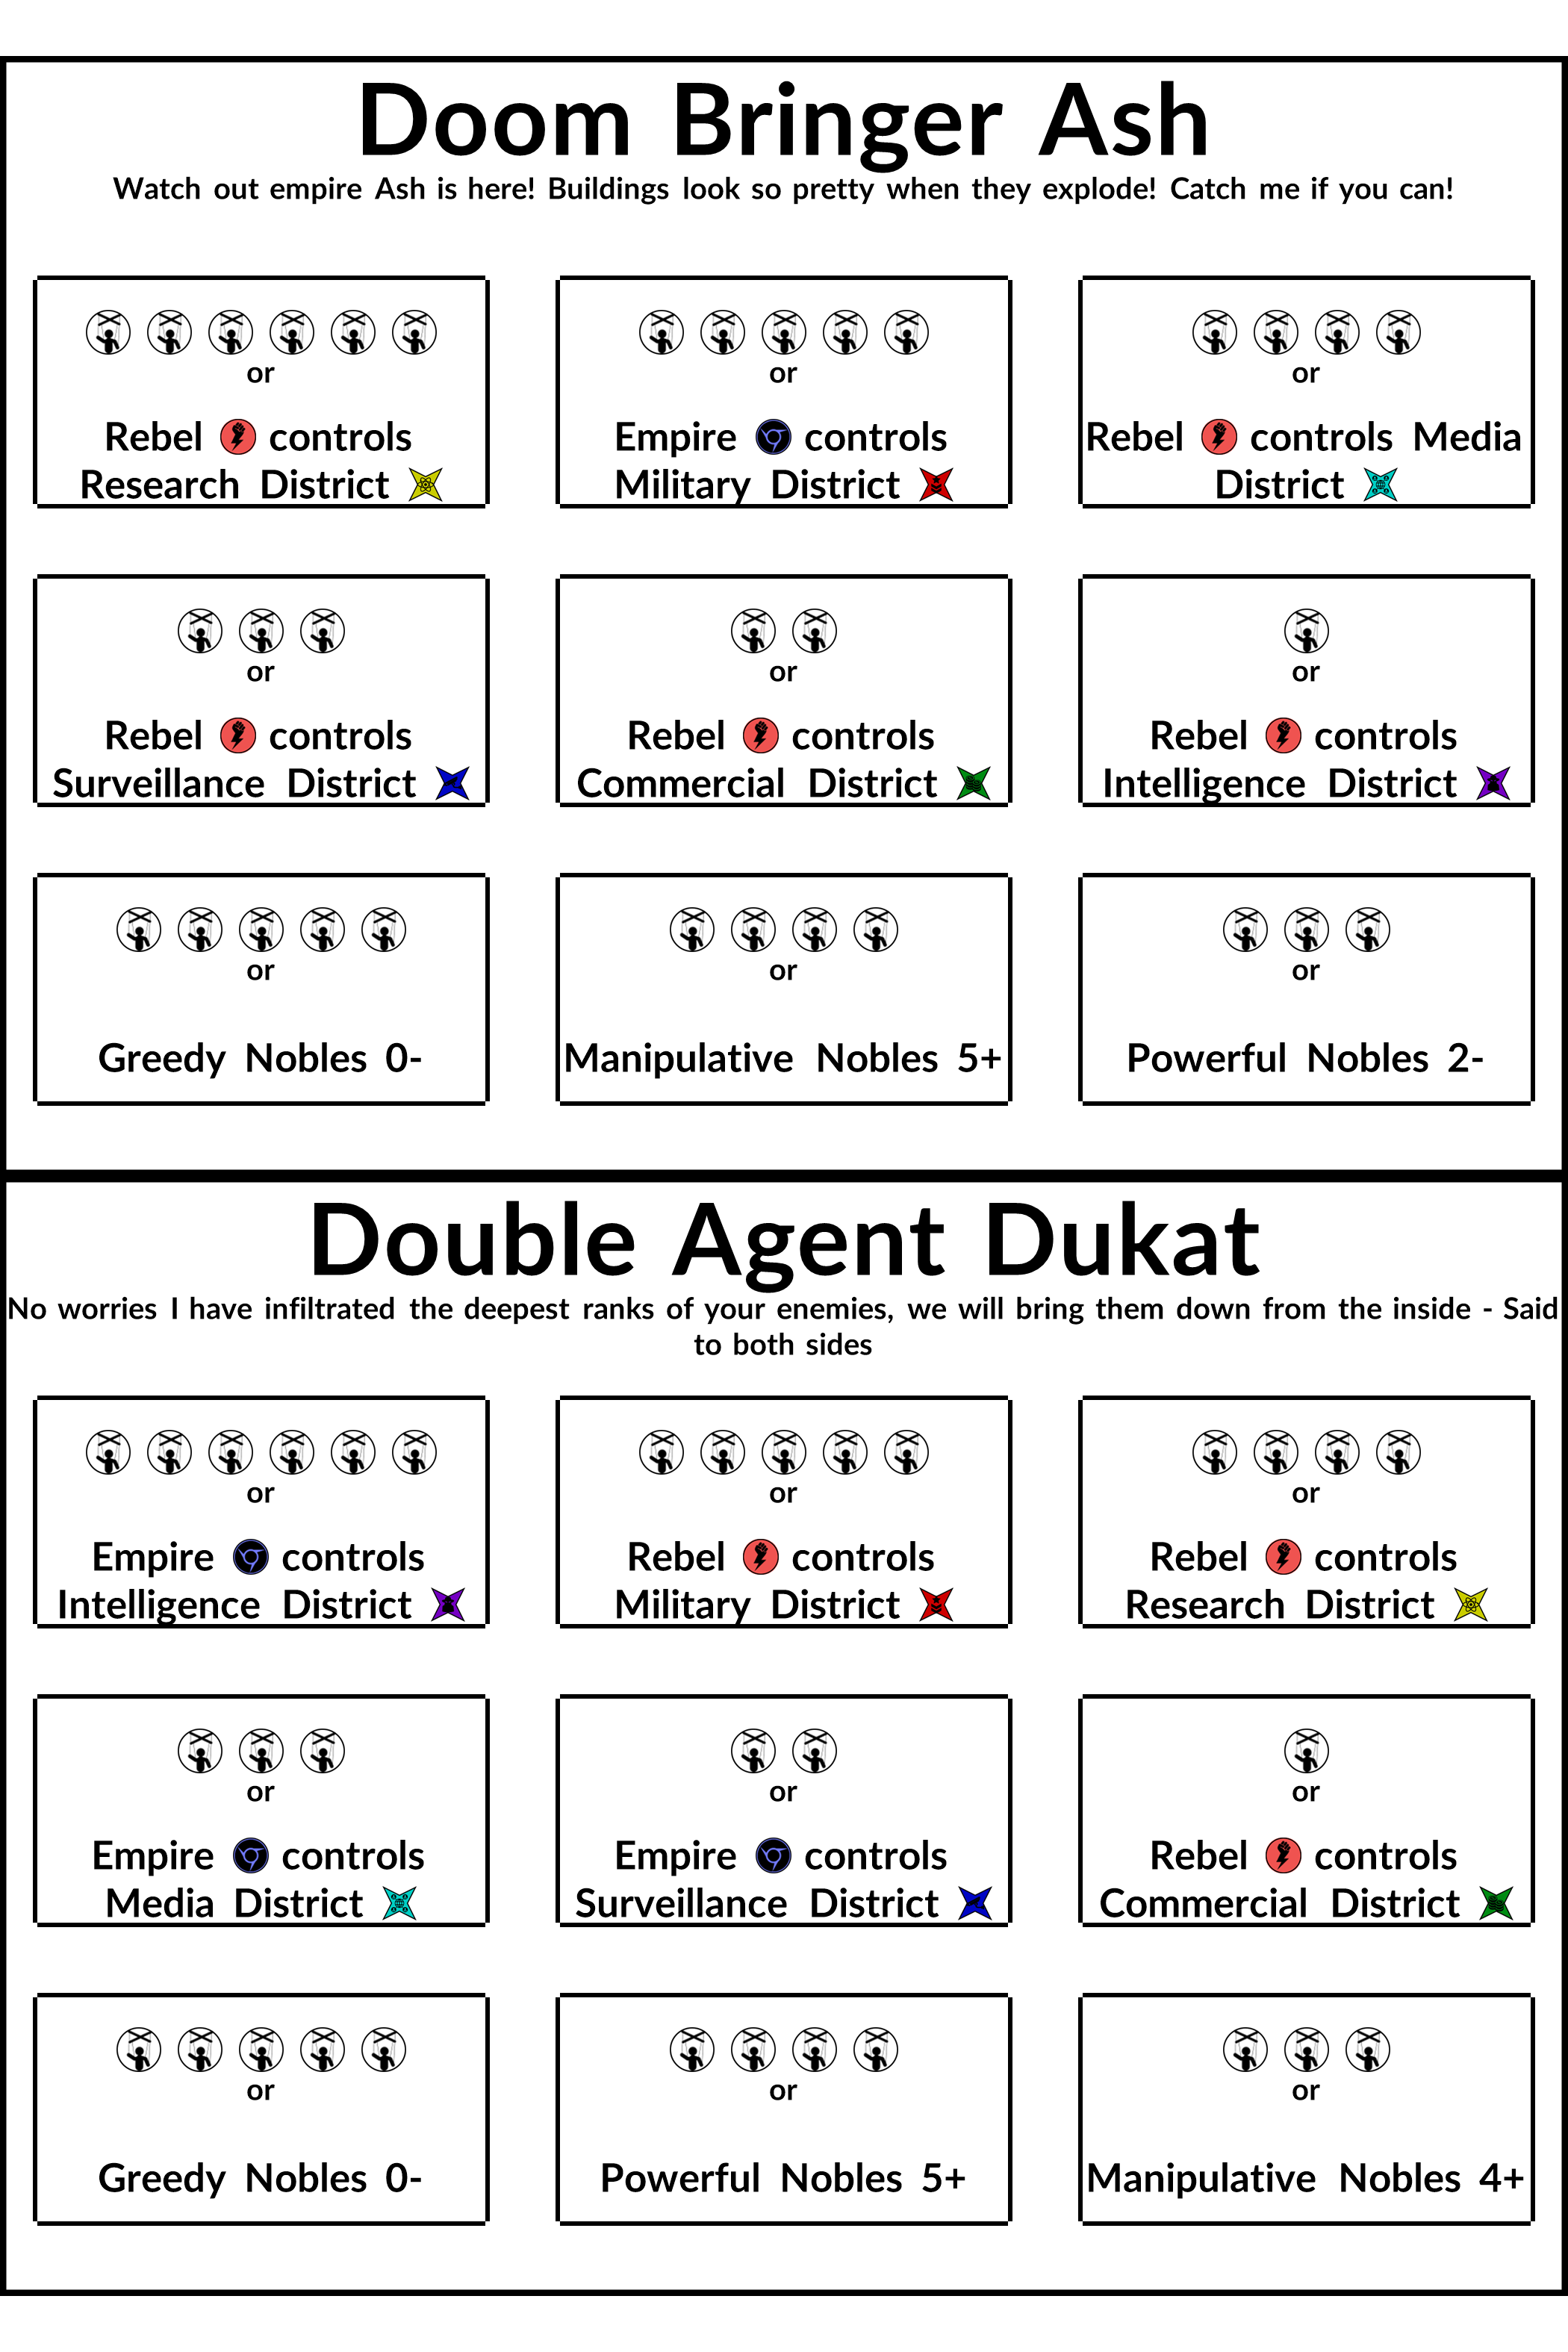 Doom Bringer Ash
Watch out empire Ash is here! Buildings look so pretty when they explode! Catch me if you can!
or
Rebel controls
Research District
or
Empire controls
Military District
or
Rebel controls Media
District
or
Rebel controls
Surveillance District
or
Rebel controls
Commercial District
or
Rebel controls
Intelligence District
or
Greedy Nobles 0-
or
Manipulative Nobles 5+
or
Powerful Nobles 2-
Double Agent Dukat
No worries I have infiltrated the deepest ranks of your enemies, we will bring them down from the inside - Said
to both sides
or
Empire controls
Intelligence District
or
Rebel controls
Military District
or
Rebel controls
Research District
or
Empire controls
Media District
or
Empire controls
Surveillance District
or
Rebel controls
Commercial District
or
Greedy Nobles 0-
or
Powerful Nobles 5+
or
Manipulative Nobles 4+